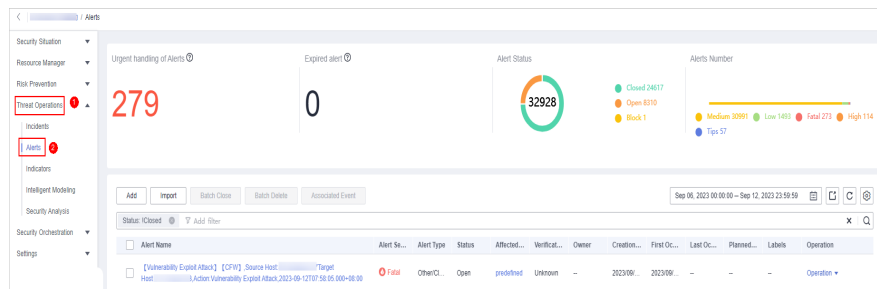 / Alerts
Security Situation
Resource Manager
Risk Prevention
Threat Operations 1
Incidents
Alerts 2
Indicators
Intelligent Modeling
Security Analysis
Security Orchestration
Settings
Urgent handling of Alerts
279
Expired alert
0
Alert Status
32928
Closed 24617
Open 8310
Block 1
Alerts Number
Medium 30991 Low 1493 Fatal 273 High 114
Tips 57
Add Import Batch Close Batch Delete Associated Event
Sep 06, 2023 00:00:00 – Sep 12, 2023 23:59:59
Status: !Closed Add filter
Alert Name Alert Se... Alert Type Status Affected... Verificat... Owner Creation... First Oc... Last Oc... Planned... Labels Operation
【Vulnerability Exploit Attack】【CFW】,Source Host: /Target
Host: ,Action:Vulnerability Exploit Attack,2023-09-12T07:58:05.000+08:00
Fatal Other/Cl... Open predefined Unknown -- 2023/09/... 2023/09/... -- -- -- Operation